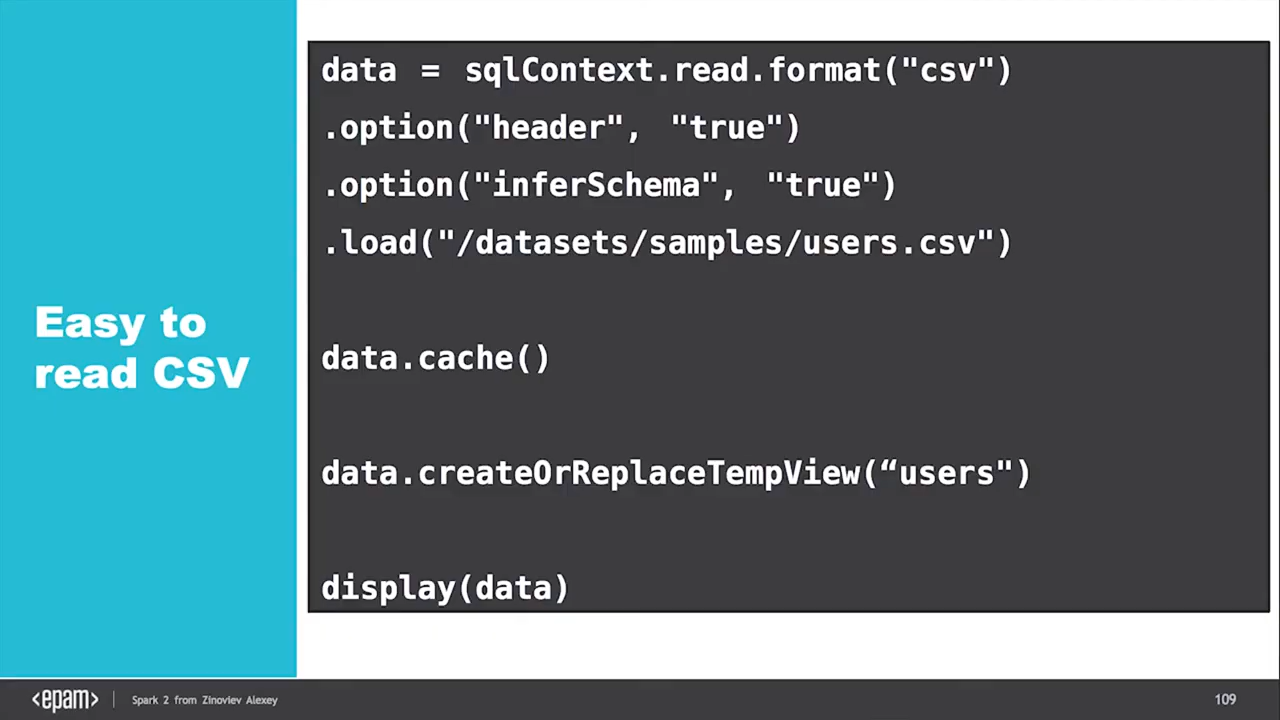 Easy to
read CSV
data = sqlContext.read.format("csv")
.option("header", "true")
.option("inferSchema", "true")
.load("/datasets/samples/users.csv")
data.cache()
data.createOrReplaceTempView(“users")
display(data)
<epam> | Spark 2 from Zinoviev Alexey
109